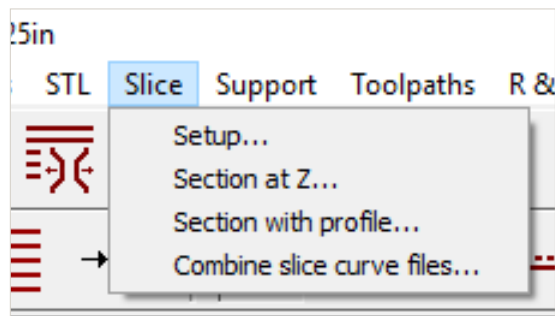 25in
STL Slice Support Toolpaths R &
Setup...
Section at Z...
Section with profile...
Combine slice curve files...